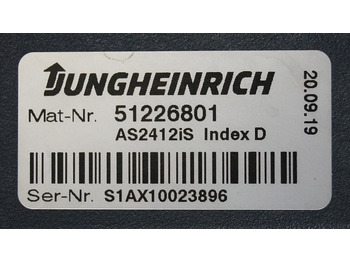 JUNGHEINRICH
Mat-Nr. 51226801
AS2412iS Index D
Ser-Nr. S1AX10023896
20.09.19